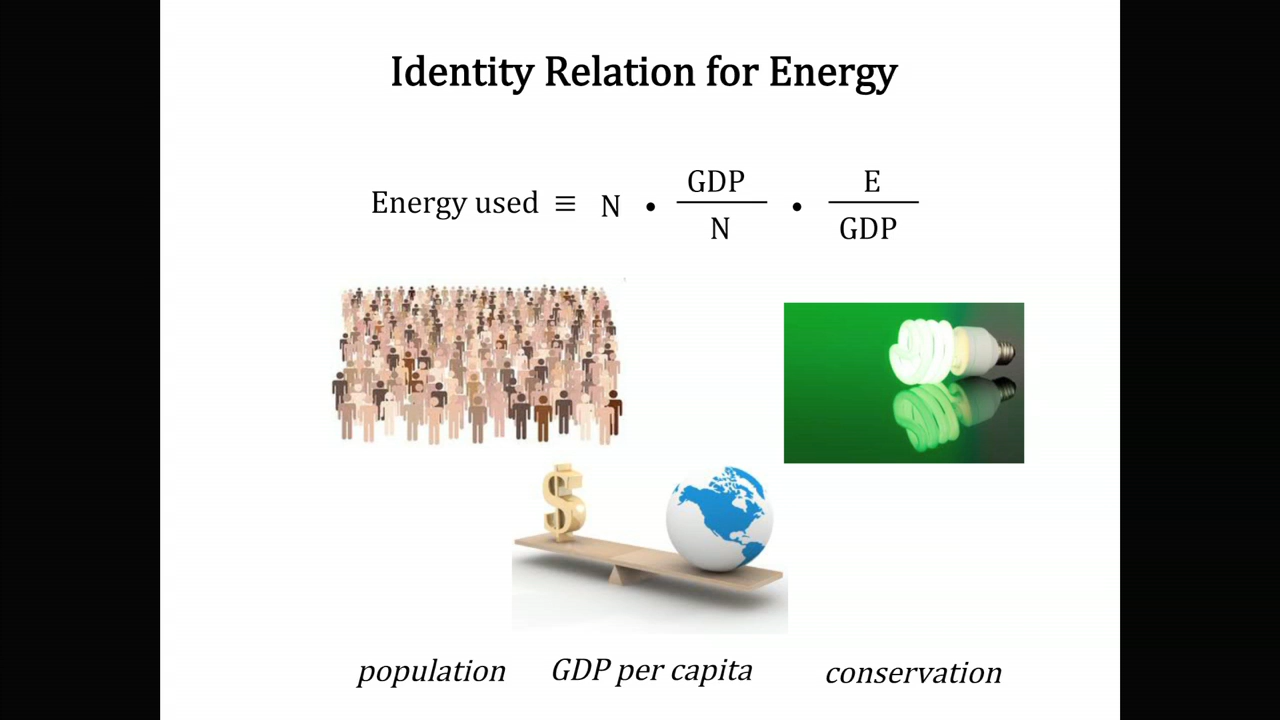 Identity Relation for Energy
Energy used ≡ N • GDP/N • E/GDP
$
population GDP per capita conservation